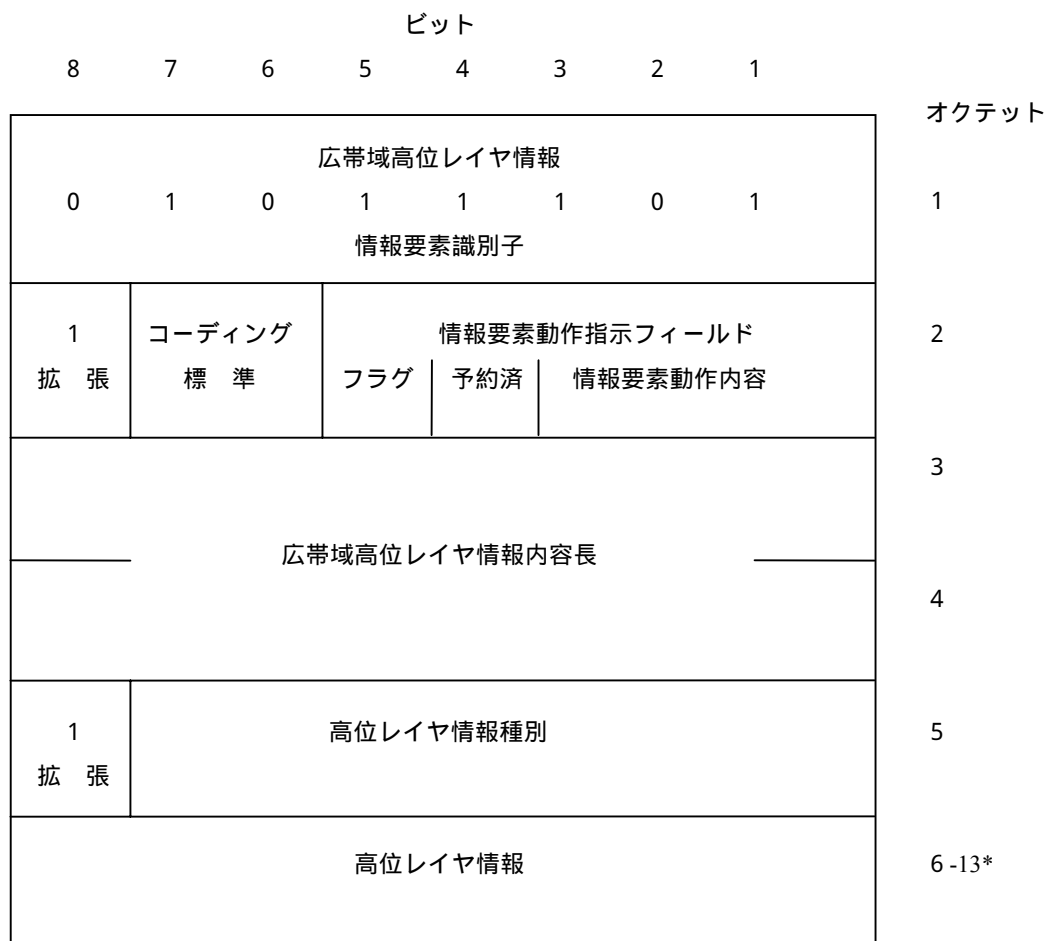 ビット
8 7 6 5 4 3 2 1
オクテット
広帯域高位レイヤ情報
0 1 0 1 1 1 0 1 1
情報要素識別子
1 コーディング 情報要素動作指示フィールド 2
拡 張 標 準 フラグ 予約済 情報要素動作内容
3
広帯域高位レイヤ情報内容長
4
1 高位レイヤ情報種別 5
拡 張
高位レイヤ情報 6 -13*